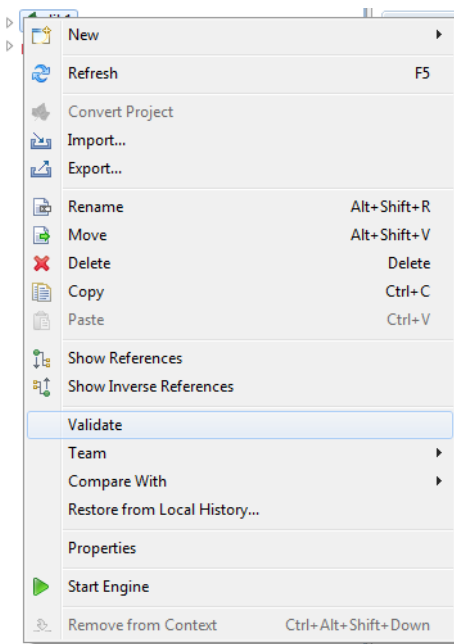 New
Refresh F5
Convert Project
Import...
Export...
Rename Alt+Shift+R
Move Alt+Shift+V
Delete Delete
Copy Ctrl+C
Paste Ctrl+V
Show References
Show Inverse References
Validate
Team
Compare With
Restore from Local History...
Properties
Start Engine
Remove from Context Ctrl+Alt+Shift+Down